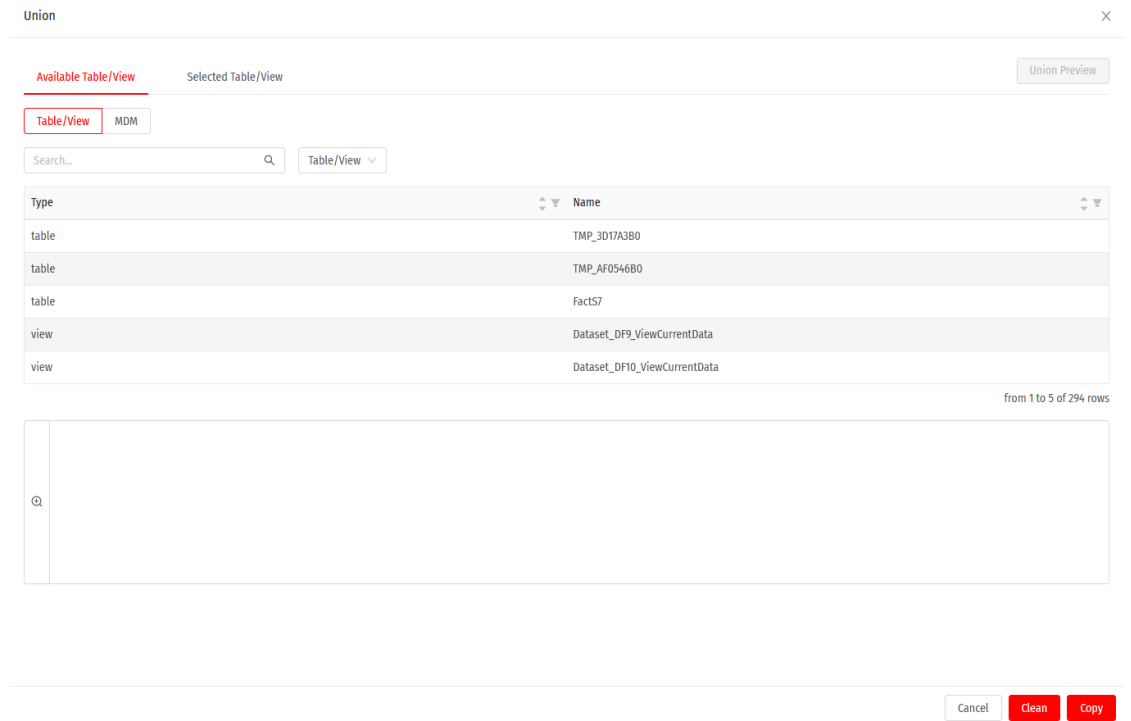 Union
Available Table/View Selected Table/View Union Preview
Table/View MDM
Search... Table/View
Type Name
table TMP_3D17A3B0
table TMP_AF0546B0
table FactS7
view Dataset_DF9_ViewCurrentData
view Dataset_DF10_ViewCurrentData
from 1 to 5 of 294 rows
Cancel Clean Copy